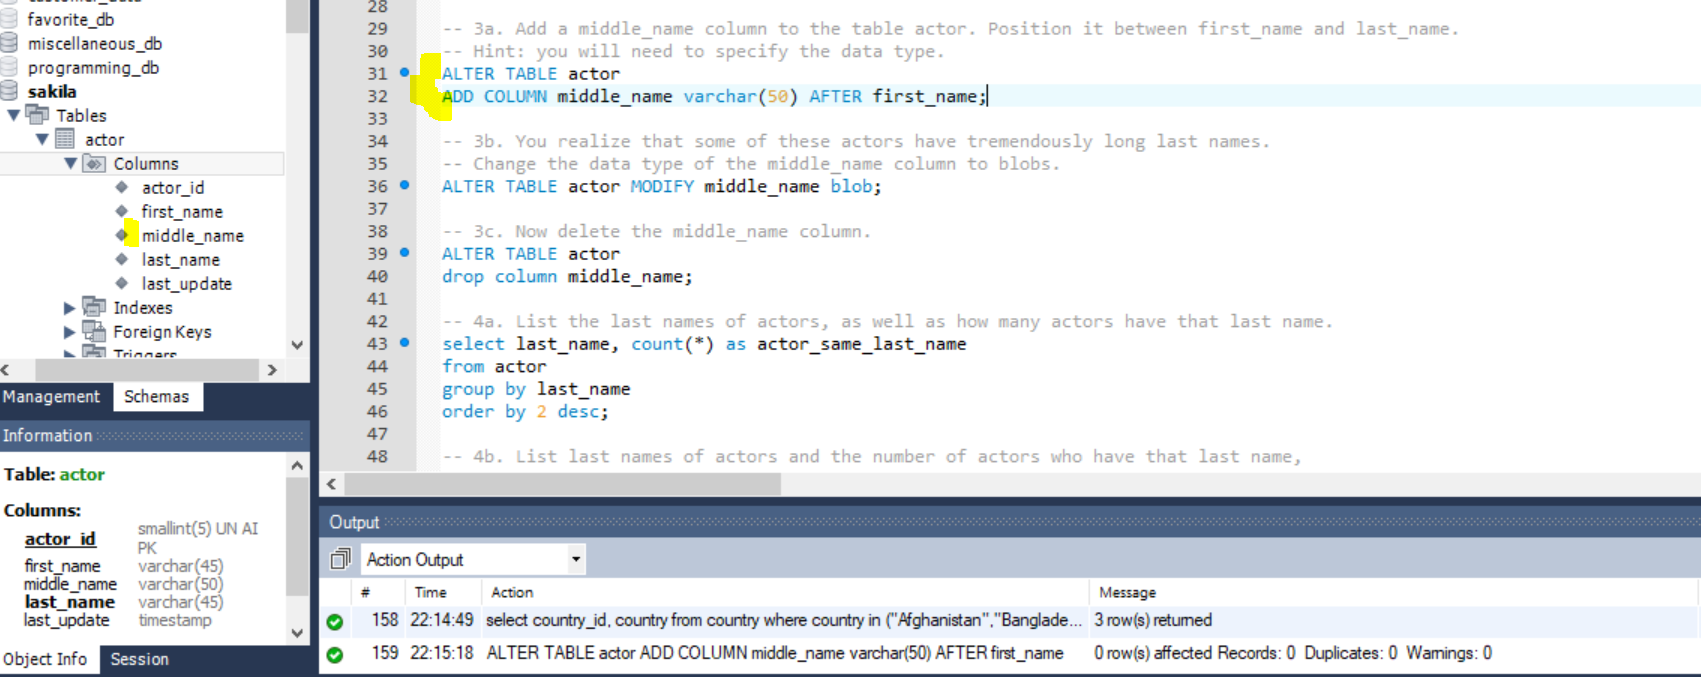 customer_data
favorite_db
miscellaneous_db
programming_db
sakila
Tables
actor
Columns
actor_id
first_name
middle_name
last_name
last_update
Indexes
Foreign Keys
Triggers
Management Schemas
Information
Table: actor
Columns:
actor_id smallint(5) UN AI
PK
first_name varchar(45)
middle_name varchar(50)
last_name varchar(45)
last_update timestamp
Object Info Session
28
29 -- 3a. Add a middle_name column to the table actor. Position it between first_name and last_name.
30 -- Hint: you will need to specify the data type.
31 ALTER TABLE actor
32 ADD COLUMN middle_name varchar(50) AFTER first_name;
33
34 -- 3b. You realize that some of these actors have tremendously long last names.
35 -- Change the data type of the middle_name column to blobs.
36 ALTER TABLE actor MODIFY middle_name blob;
37
38 -- 3c. Now delete the middle_name column.
39 ALTER TABLE actor
40 drop column middle_name;
41
42 -- 4a. List the last names of actors, as well as how many actors have that last name.
43 select last_name, count(*) as actor_same_last_name
44 from actor
45 group by last_name
46 order by 2 desc;
47
48 -- 4b. List last names of actors and the number of actors who have that last name,
Output
Action Output
# Time Action Message
158 22:14:49 select country_id, country from country where country in ("Afghanistan","Banglade... 3 row(s) returned
159 22:15:18 ALTER TABLE actor ADD COLUMN middle_name varchar(50) AFTER first_name 0 row(s) affected Records: 0 Duplicates: 0 Warnings: 0